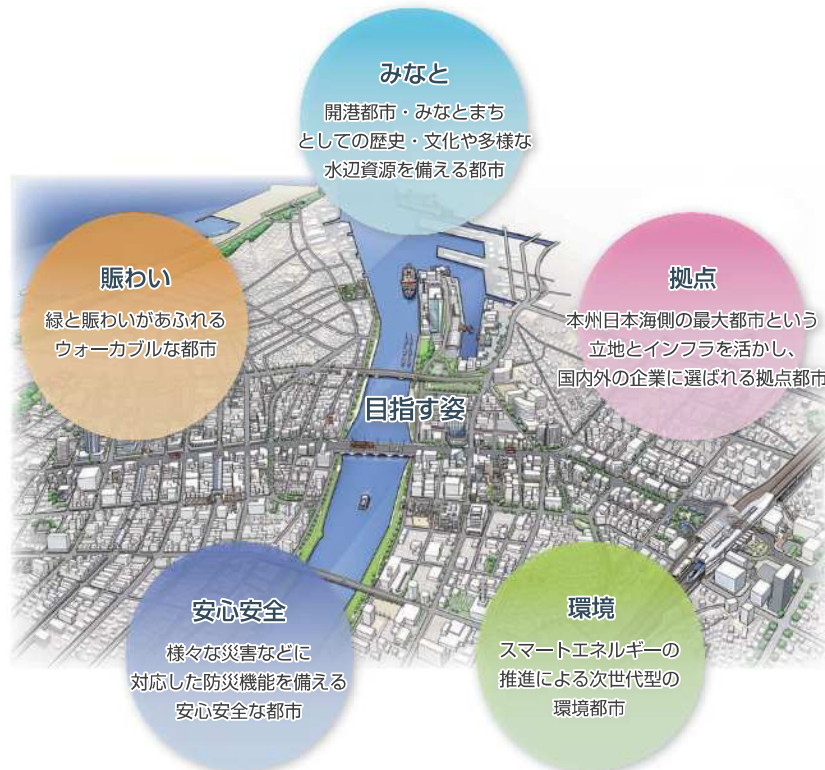 みなと
開港都市・みなとまち
としての歴史・文化や多様な
水辺資源を備える都市
賑わい
緑と賑わいがあふれる
ウォーカブルな都市
拠点
本州日本海側の最大都市という
立地とインフラを活かし、
国内外の企業に選ばれる拠点都市
目指す姿
安心安全
様々な災害などに
対応した防災機能を備える
安心安全な都市
環境
スマートエネルギーの
推進による次世代型の
環境都市